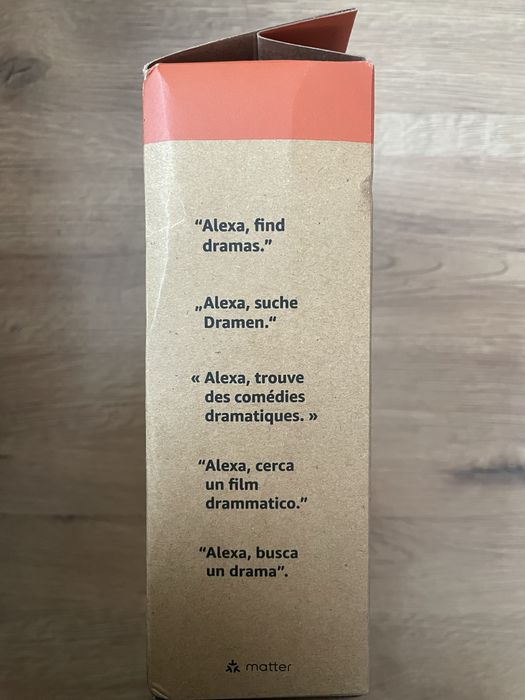 “Alexa, find
dramas.”
„Alexa, suche
Dramen.“
« Alexa, trouve
des comédies
dramatiques. »
“Alexa, cerca
un film
drammatico.”
“Alexa, busca
un drama”.
matter